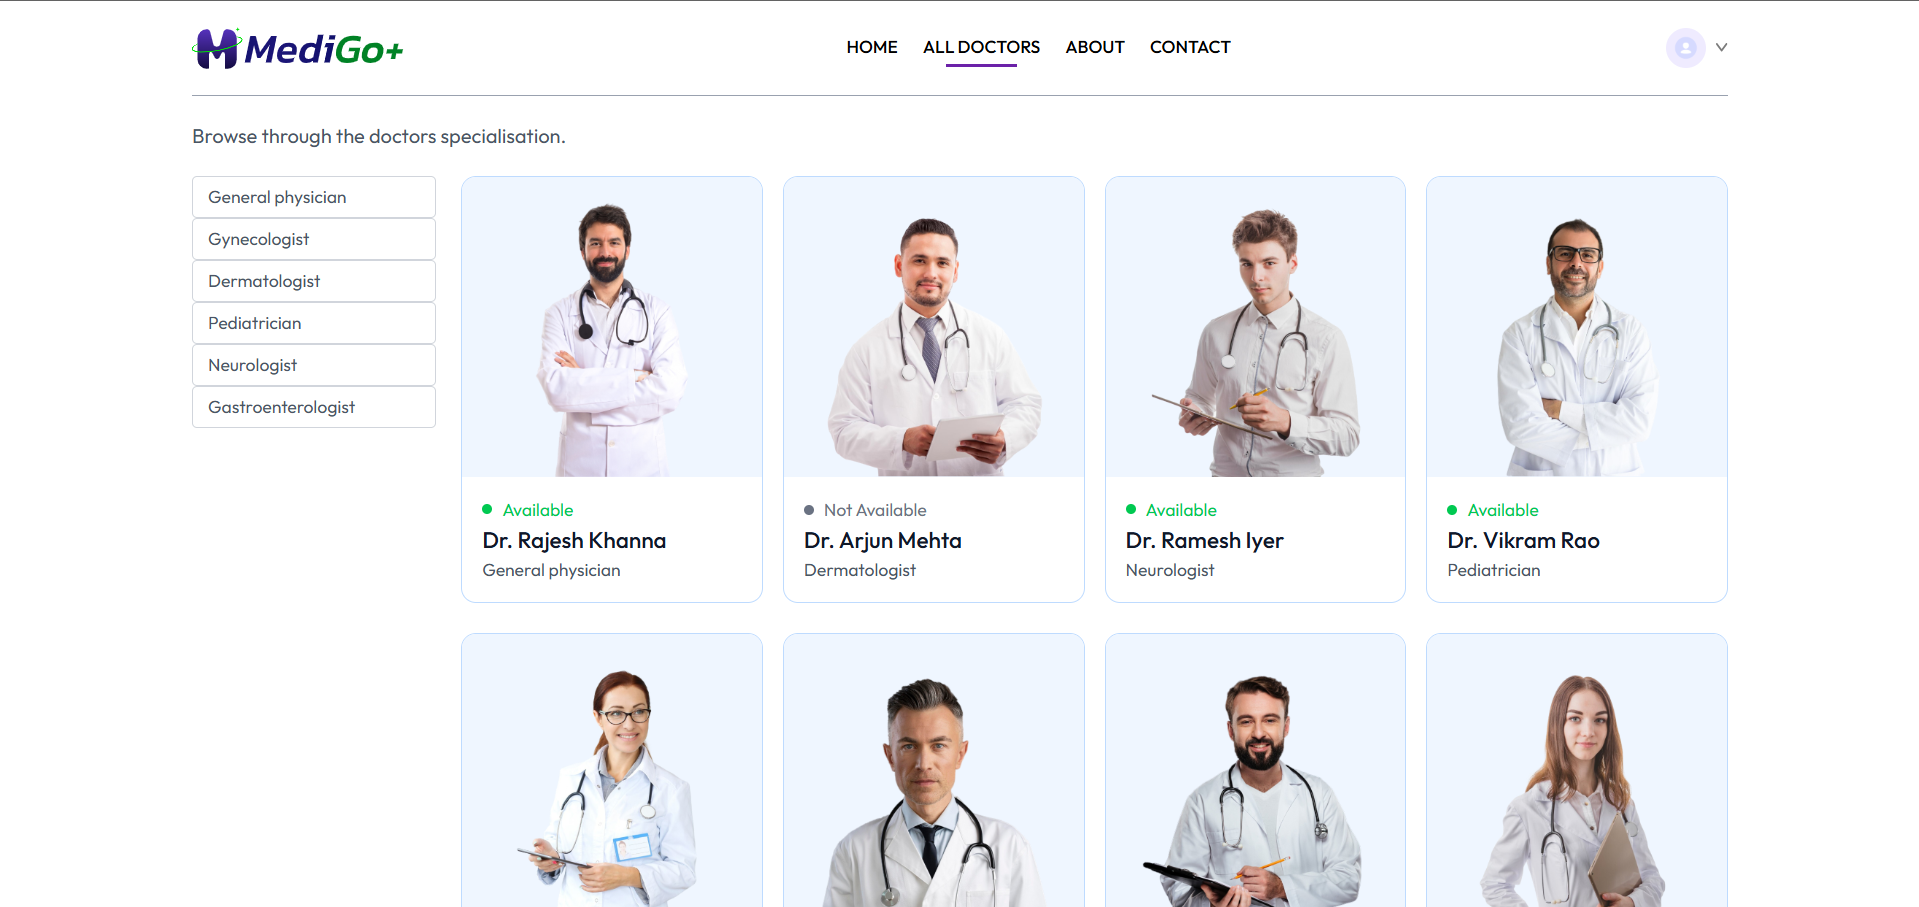 MediGo+
HOME ALL DOCTORS ABOUT CONTACT
Browse through the doctors specialisation.
General physician
Gynecologist
Dermatologist
Pediatrician
Neurologist
Gastroenterologist
Available
Dr. Rajesh Khanna
General physician
Not Available
Dr. Arjun Mehta
Dermatologist
Available
Dr. Ramesh Iyer
Neurologist
Available
Dr. Vikram Rao
Pediatrician